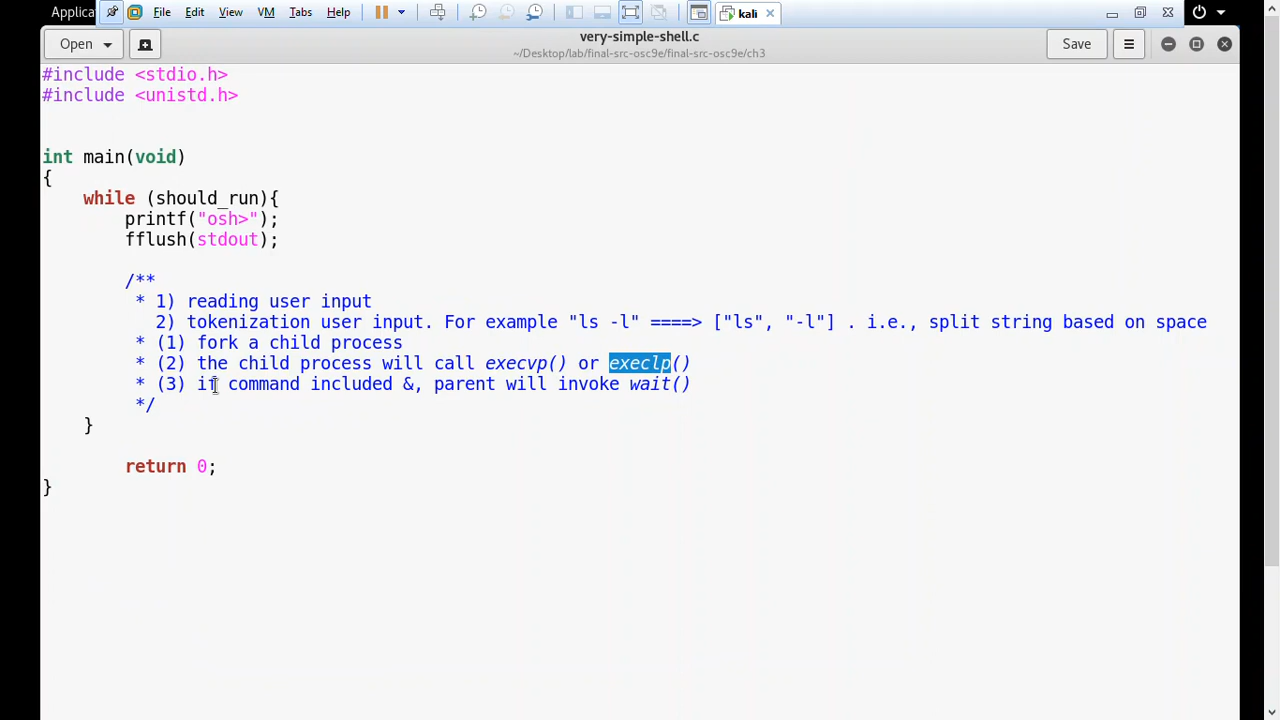 Applica File Edit View VM Tabs Help kali
very-simple-shell.c
Open ~/Desktop/lab/final-src-osc9e/final-src-osc9e/ch3 Save
#include <stdio.h>
#include <unistd.h>
int main(void)
{
while (should_run){
printf("osh>");
fflush(stdout);
/**
* 1) reading user input
2) tokenization user input. For example "ls -l" ====> ["ls", "-l"] . i.e., split string based on space
* (1) fork a child process
* (2) the child process will call execvp() or execlp()
* (3) if command included &, parent will invoke wait()
*/
}
return 0;
}